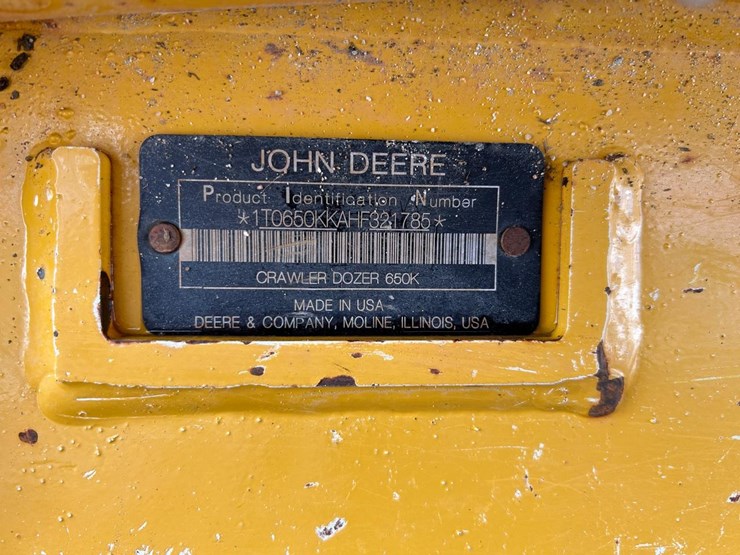 JOHN DEERE
Product Identification Number
*1T0650KKAHF321785*
CRAWLER DOZER 650K
MADE IN USA
DEERE & COMPANY, MOLINE, ILLINOIS, USA